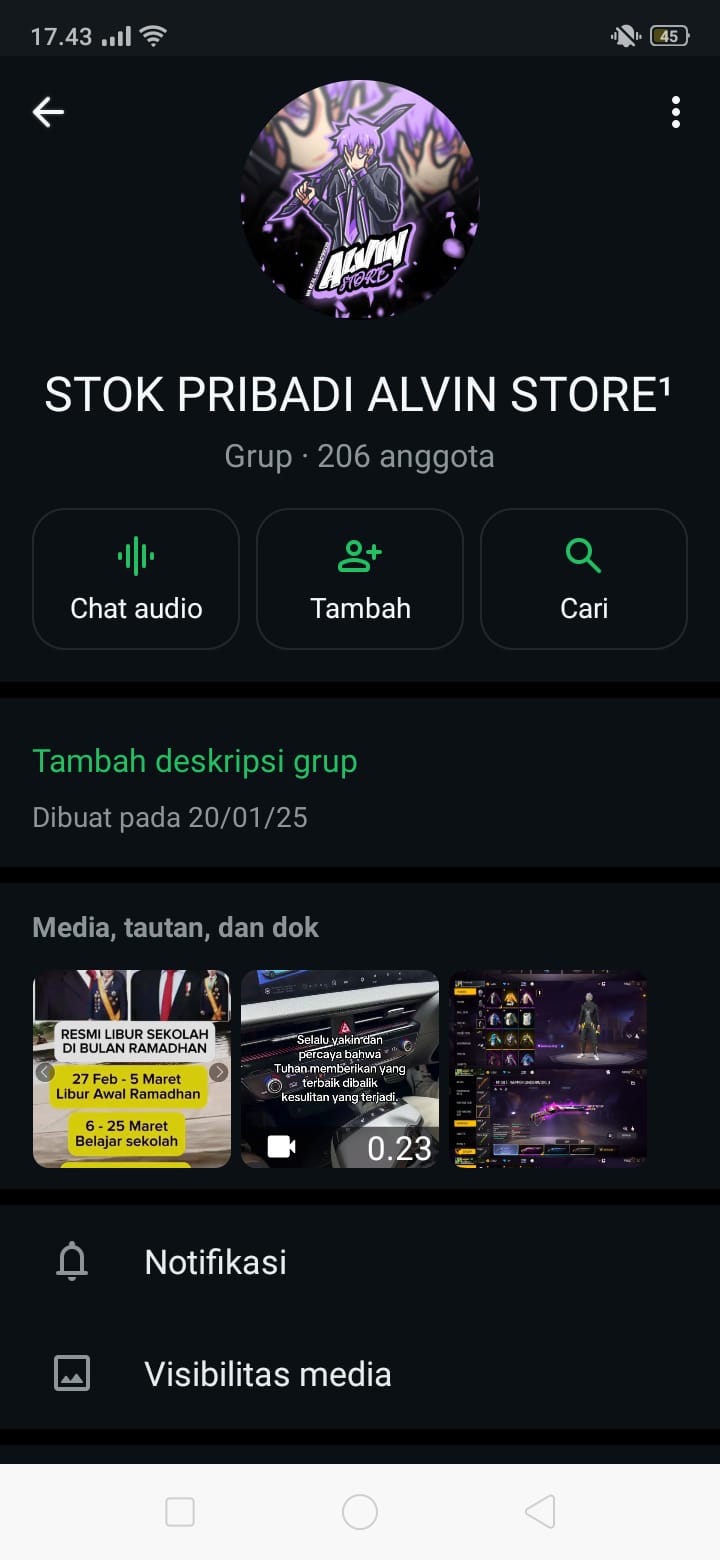 17.43
45
ALVIN
STORE
STOK PRIBADI ALVIN STORE¹
Grup · 206 anggota
Chat audio
Tambah
Cari
Tambah deskripsi grup
Dibuat pada 20/01/25
Media, tautan, dan dok
RESMI LIBUR SEKOLAH
DI BULAN RAMADHAN
27 Feb - 5 Maret
Libur Awal Ramadhan
6 - 25 Maret
Belajar sekolah
Selalu yakin dan
percaya bahwa
Tuhan memberikan yang
terbaik dibalik
kesulitan yang terjadi.
0.23
Notifikasi
Visibilitas media